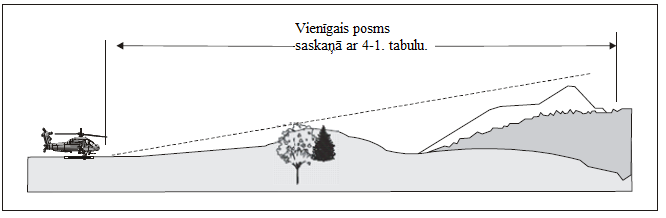 Vienīgais posms
saskaņā ar 4-1. tabulu.